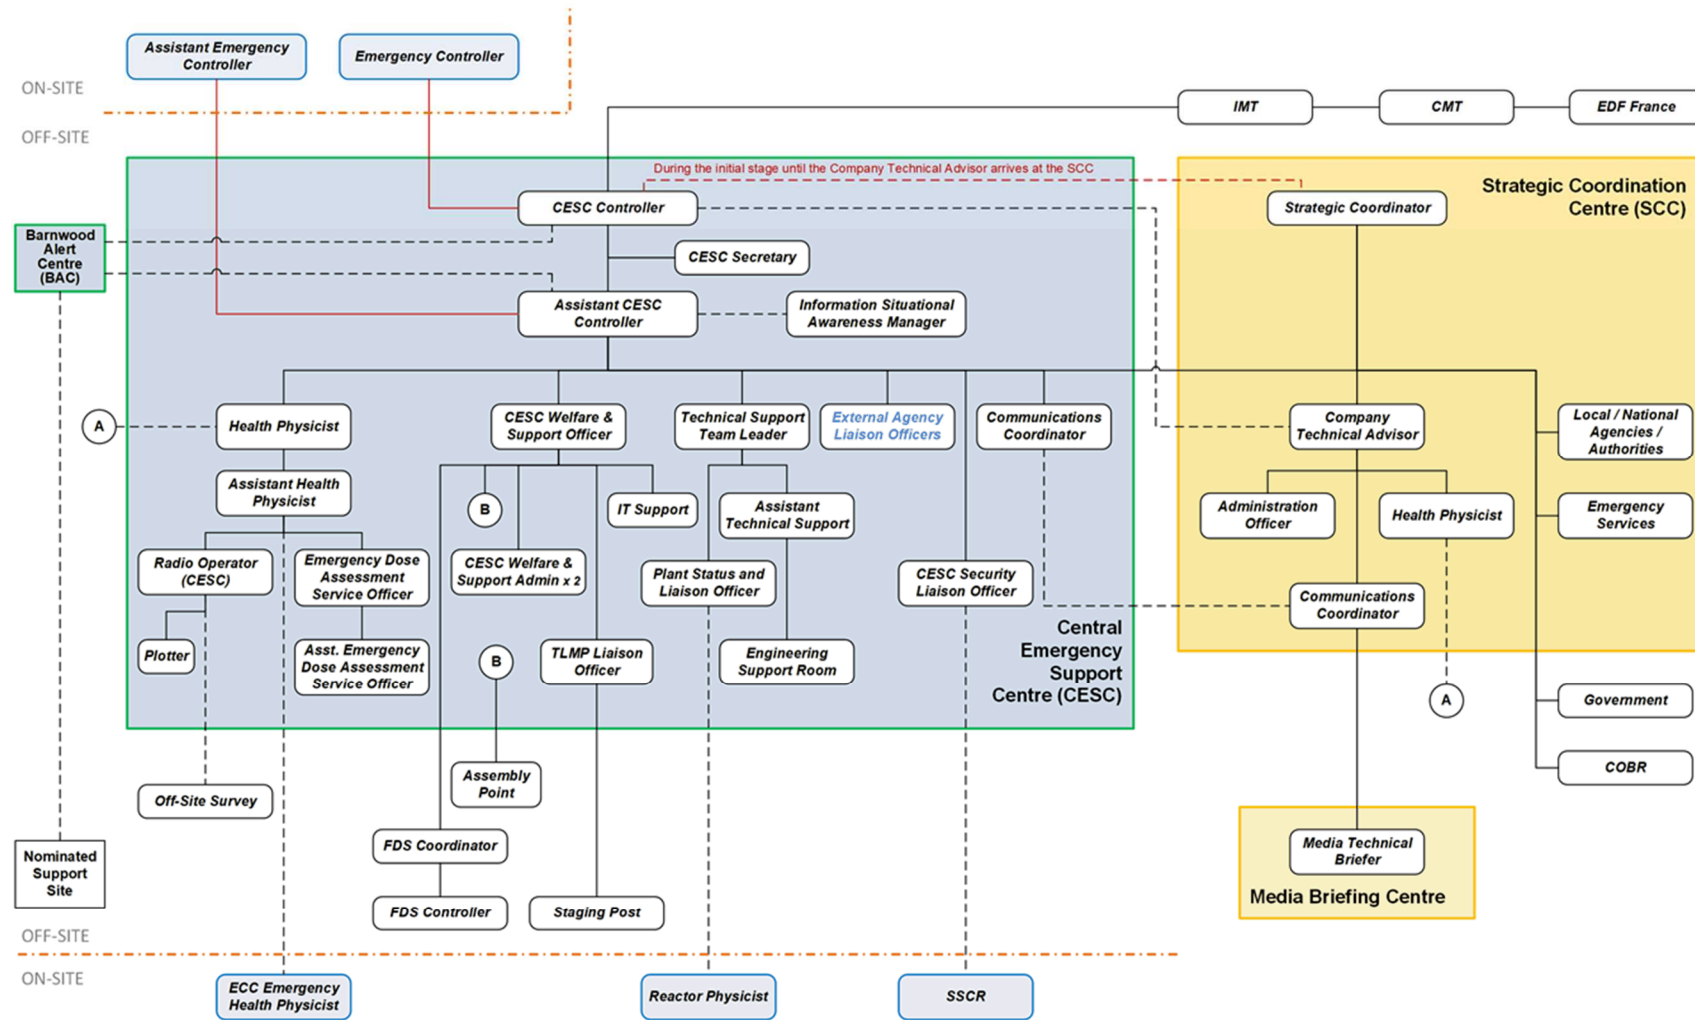 Assistant Emergency
Controller
Emergency Controller
ON-SITE
OFF-SITE
IMT
CMT
EDF France
During the initial stage until the Company Technical Advisor arrives at the SCC
Strategic Coordination
Centre (SCC)
CESC Controller
Strategic Coordinator
Barnwood
Alert
Centre
(BAC)
CESC Secretary
Assistant CESC
Controller
Information Situational
Awareness Manager
A
Health Physicist
CESC Welfare &
Support Officer
Technical Support
Team Leader
External Agency
Liaison Officers
Communications
Coordinator
Company
Technical Advisor
Local / National
Agencies /
Authorities
Assistant Health
Physicist
B
IT Support
Assistant
Technical Support
Administration
Officer
Health Physicist
Emergency
Services
Radio Operator
(CESC)
Emergency Dose
Assessment
Service Officer
CESC Welfare &
Support Admin x 2
Plant Status and
Liaison Officer
CESC Security
Liaison Officer
Communications
Coordinator
Plotter
Asst. Emergency
Dose Assessment
Service Officer
B
TLMP Liaison
Officer
Engineering
Support Room
Central
Emergency
Support
Centre (CESC)
A
Government
COBR
Off-Site Survey
Assembly
Point
FDS Coordinator
Media Technical
Briefer
Nominated
Support
Site
FDS Controller
Staging Post
Media Briefing Centre
OFF-SITE
ON-SITE
ECC Emergency
Health Physicist
Reactor Physicist
SSCR